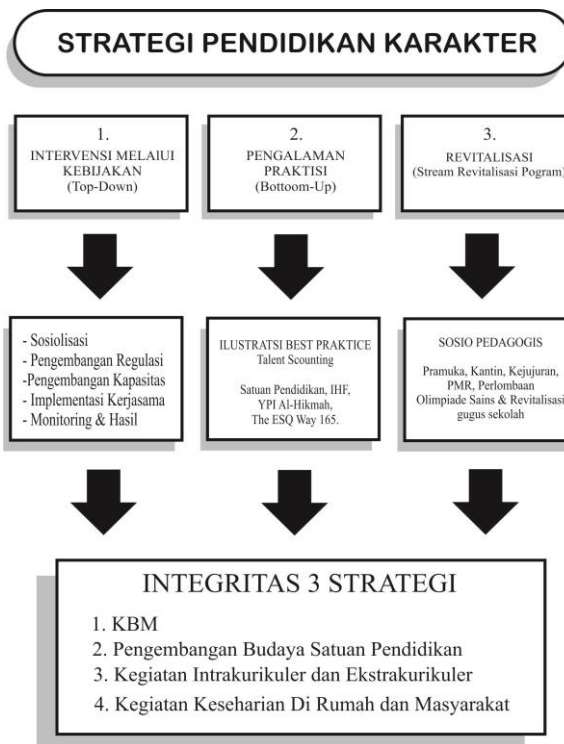 STRATEGI PENDIDIKAN KARAKTER
1.
INTERVENSI MELAlUI
KEBIJAKAN
(Top-Down)
2.
PENGALAMAN
PRAKTISI
(Bottoom-Up)
3.
REVITALISASI
(Stream Revitalisasi Pogram)
- Sosiolisasi
- Pengembangan Regulasi
-Pengembangan Kapasitas
- Implementasi Kerjasama
- Monitoring & Hasil
ILUSTRATSI BEST PRAKTICE
Talent Scounting
Satuan Pendidikan, IHF,
YPI Al-Hikmah,
The ESQ Way 165.
SOSIO PEDAGOGIS
Pramuka, Kantin, Kejujuran,
PMR, Perlombaan
Olimpiade Sains & Revitalisasi
gugus sekolah
INTEGRITAS 3 STRATEGI
1. KBM
2. Pengembangan Budaya Satuan Pendidikan
3. Kegiatan Intrakurikuler dan Ekstrakurikuler
4. Kegiatan Keseharian Di Rumah dan Masyarakat